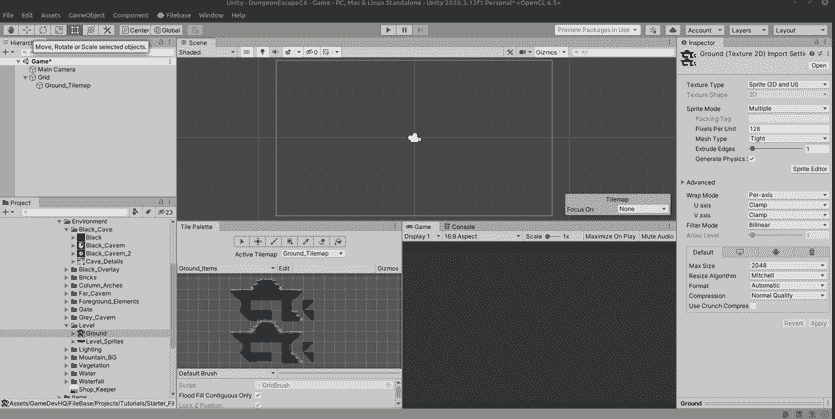 Unity - DungeonEscapeC6 - Game - PC, Mac & Linux Standalone - Unity 2020.3.12f1 Personal* <OpenGL 4.5>
File Edit Assets GameObject Component FileBase Window Help
Center Global Preview Packages in Use Account Layers Layout
Hierarch
Move, Rotate or Scale selected objects.
Game*
Main Camera
Grid
Ground_Tilemap
Scene
Shaded 2D 0 Gizmos All
Tilemap
Focus On None
Project
23
Environment
Black_Cave
Black
Black_Cavern
Black_Cavern_2
Cave_Details
Black_Overlay
Bricks
Column_Arches
Far_Cavern
Foreground_Elements
Gate
Grey_Cavern
Level
Ground
Level_Sprites
Lighting
Mountain_BG
Vegetation
Water
Waterfall
Shop_Keeper
Items
Assets/GameDevHQ/FileBase/Projects/Tutorials/Starter_Fil
Tile Palette
Active Tilemap Ground_Tilemap
Ground_Items Edit Gizmos
Default Brush
Script GridBrush
Flood Fill Contiguous Only
Lock Z Position
Game Console
Display 1 16:9 Aspect Scale 1x Maximize On Play Mute Audio
Inspector
Ground (Texture 2D) Import Setti
Open
Texture Type Sprite (2D and UI)
Texture Shape 2D
Sprite Mode Multiple
Packing Tag
Pixels Per Unit 128
Mesh Type Tight
Extrude Edges 1
Generate Physics
Sprite Editor
Advanced
Wrap Mode Per-axis
U axis Clamp
V axis Clamp
Filter Mode Bilinear
Aniso Level 1
Default
Max Size 2048
Resize Algorithm Mitchell
Format Automatic
Compression Normal Quality
Use Crunch Compres
Revert Apply
Ground